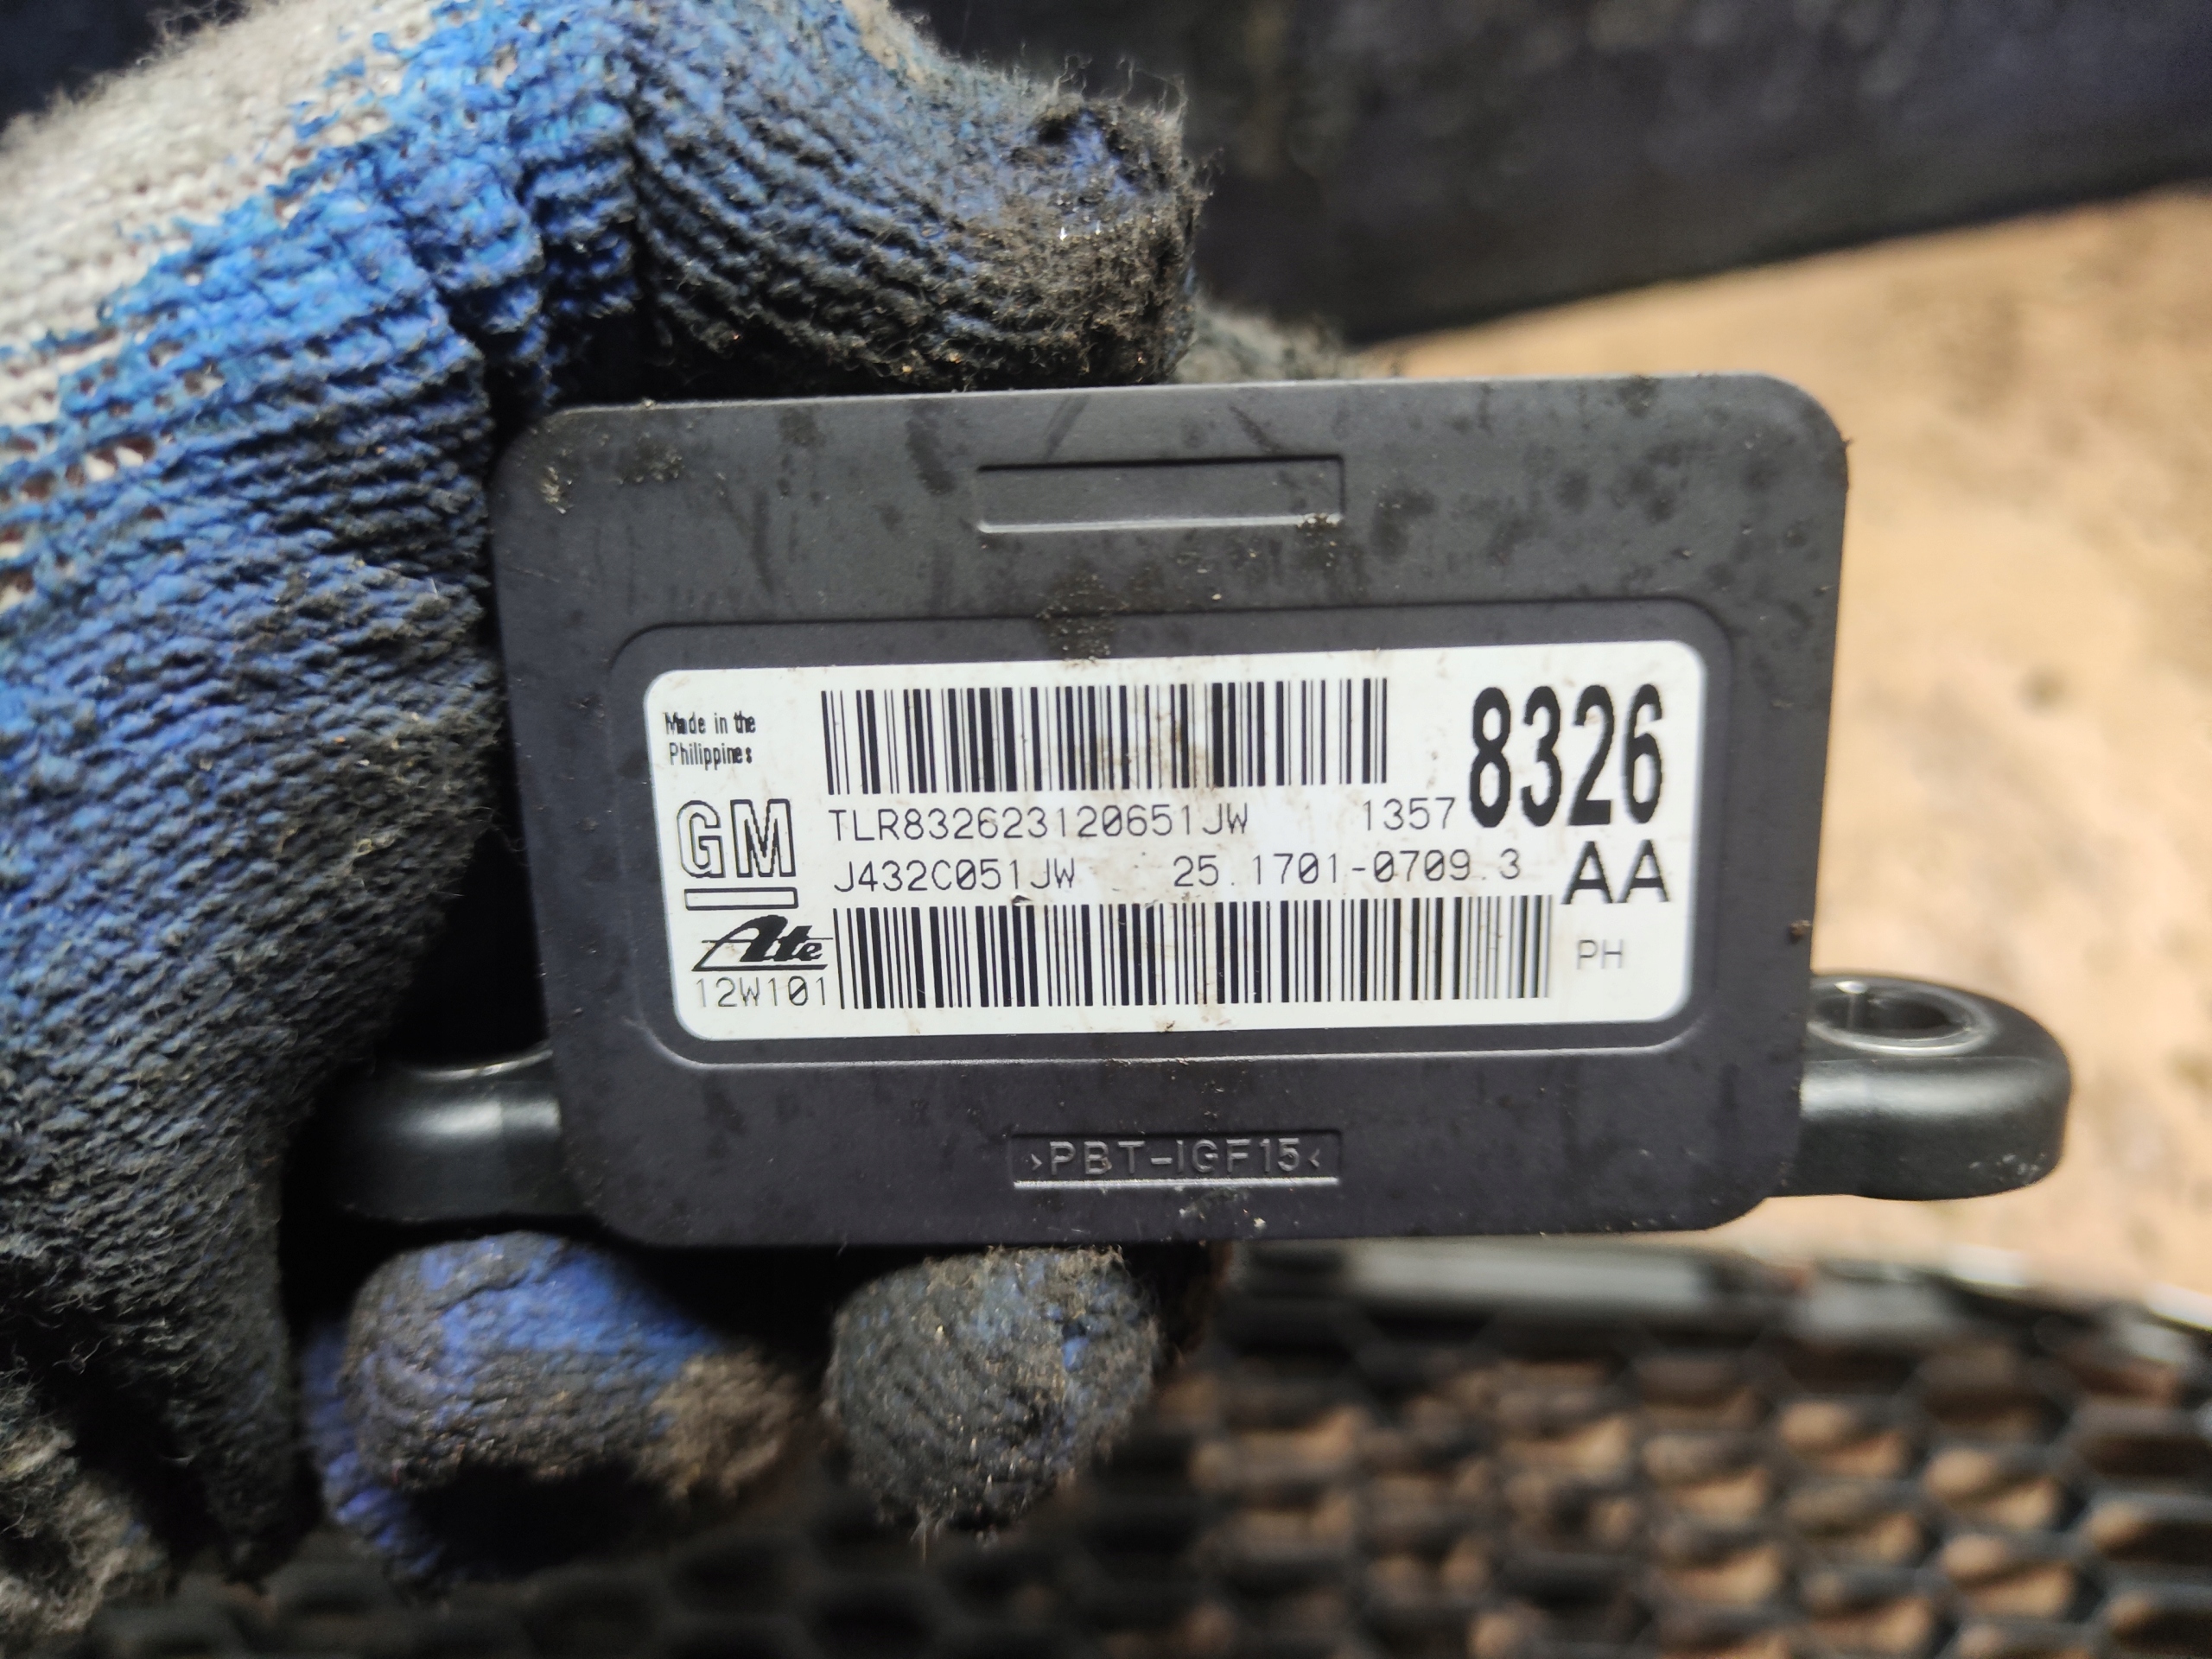 Made in the
Philippines
8326
GM
TLR832623120651JW 1357
J432C051JW 25.1701-0709.3
AA
Ate
12W101
PH
>PBT-IGF15<